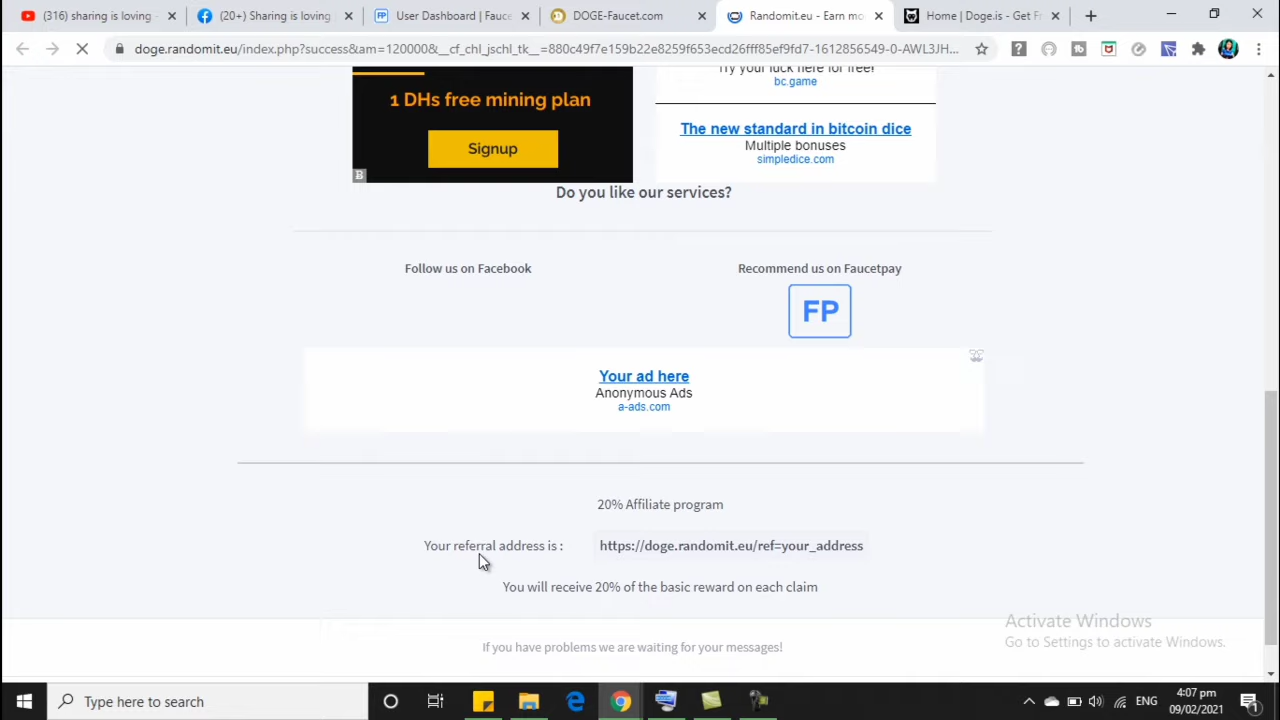 (316) sharing is loving -
(20+) Sharing is loving
User Dashboard | Fauce
DOGE-Faucet.com
Randomit.eu - Earn mo
Home | Doge.is - Get Fr
doge.randomit.eu/index.php?success&am=120000&__cf_chl_jschl_tk__=880c49f7e159b22e8259f653ecd26fff85ef9fd7-1612856549-0-AWL3JH...
1 DHs free mining plan
Signup
Try your luck here for free!
bc.game
The new standard in bitcoin dice
Multiple bonuses
simpledice.com
Do you like our services?
Follow us on Facebook
Recommend us on Faucetpay
FP
Your ad here
Anonymous Ads
a-ads.com
20% Affiliate program
Your referral address is : https://doge.randomit.eu/ref=your_address
You will receive 20% of the basic reward on each claim
Activate Windows
Go to Settings to activate Windows.
If you have problems we are waiting for your messages!
Type here to search
ENG
4:07 pm
09/02/2021